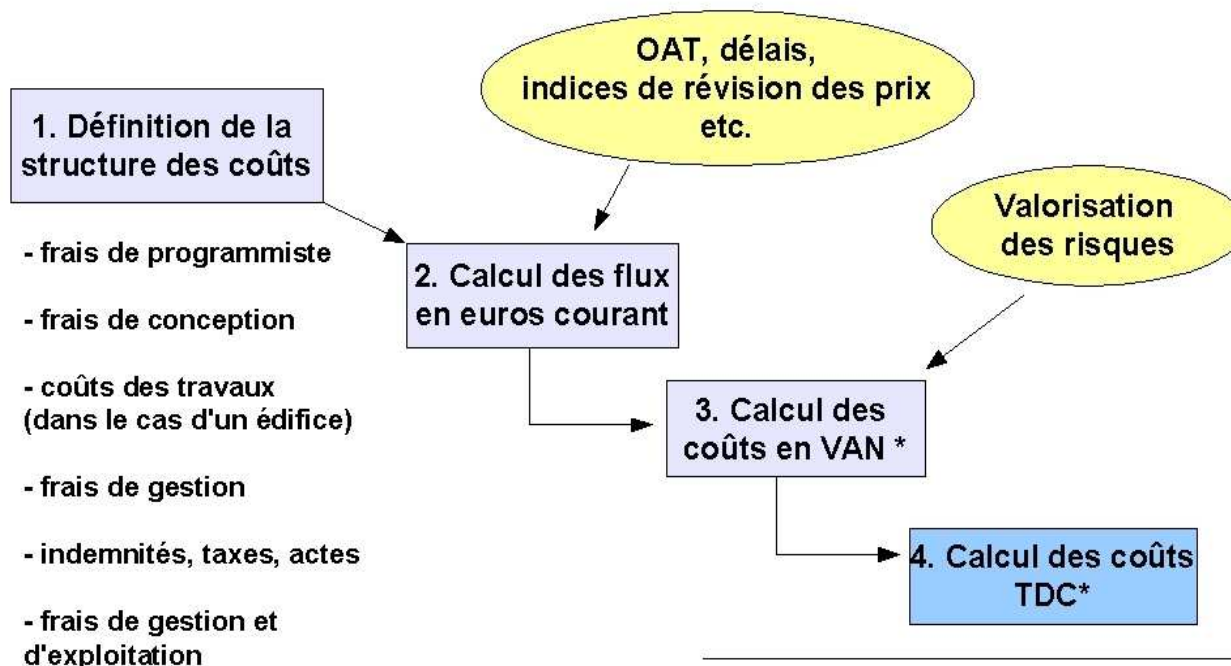 OAT, délais,
indices de révision des prix
etc.
1. Définition de la
structure des coûts
Valorisation
des risques
- frais de programmiste
2. Calcul des flux
en euros courant
- frais de conception
- coûts des travaux
(dans le cas d'un édifice)
3. Calcul des
coûts en VAN *
- frais de gestion
- indemnités, taxes, actes
4. Calcul des coûts
TDC*
- frais de gestion et
d'exploitation